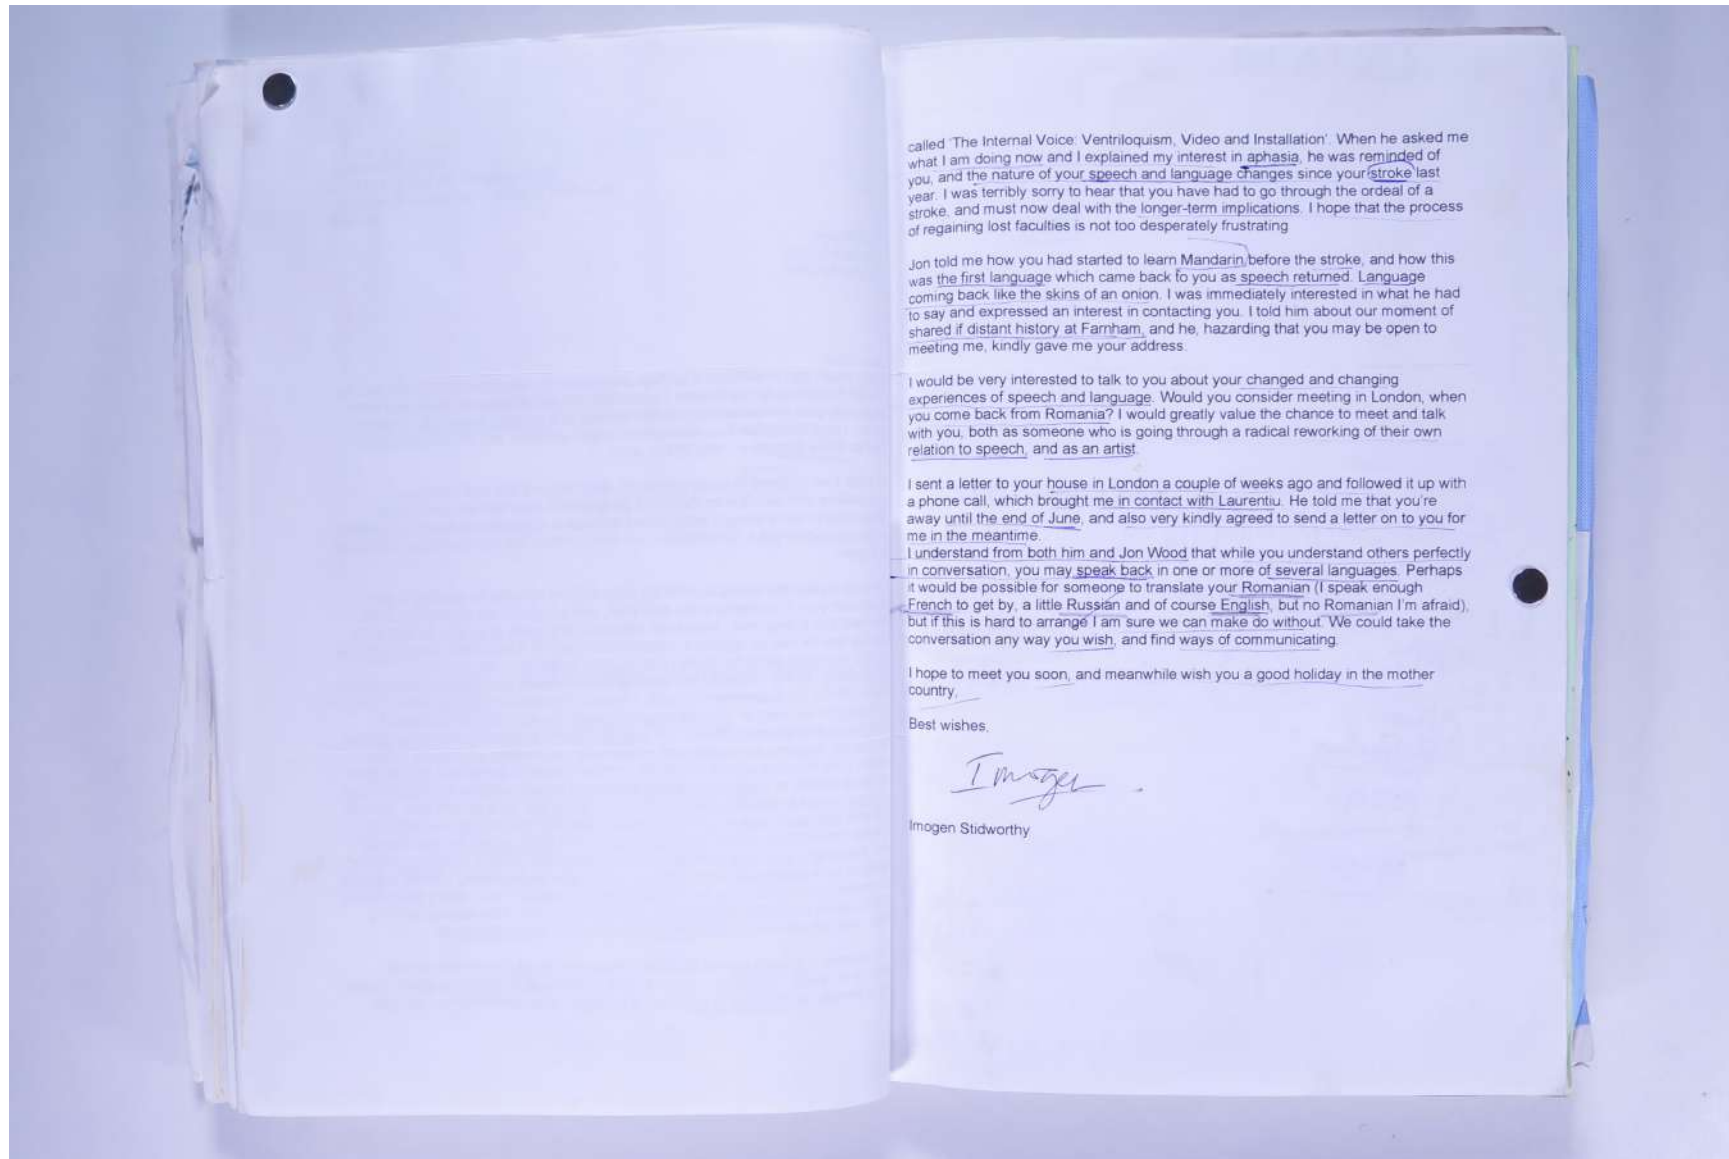 called 'The Internal Voice: Ventriloquism, Video and Installation'. When he asked me
what I am doing now and I explained my interest in aphasia, he was reminded of
you, and the nature of your speech and language changes since your stroke last
year. I was terribly sorry to hear that you have had to go through the ordeal of a
stroke, and must now deal with the longer-term implications. I hope that the process
of regaining lost faculties is not too desperately frustrating
Jon told me how you had started to learn Mandarin before the stroke, and how this
was the first language which came back to you as speech returned. Language
coming back like the skins of an onion. I was immediately interested in what he had
to say and expressed an interest in contacting you. I told him about our moment of
shared if distant history at Farnham, and he, hazarding that you may be open to
meeting me, kindly gave me your address.
I would be very interested to talk to you about your changed and changing
experiences of speech and language. Would you consider meeting in London, when
you come back from Romania? I would greatly value the chance to meet and talk
with you, both as someone who is going through a radical reworking of their own
relation to speech, and as an artist.
I sent a letter to your house in London a couple of weeks ago and followed it up with
a phone call, which brought me in contact with Laurentiu. He told me that you're
away until the end of June, and also very kindly agreed to send a letter on to you for
me in the meantime.
I understand from both him and Jon Wood that while you understand others perfectly
in conversation, you may speak back in one or more of several languages. Perhaps
it would be possible for someone to translate your Romanian (I speak enough
French to get by, a little Russian and of course English, but no Romanian I'm afraid),
but if this is hard to arrange I am sure we can make do without. We could take the
conversation any way you wish, and find ways of communicating.
I hope to meet you soon, and meanwhile wish you a good holiday in the mother
country,
Best wishes,
Imogen
Imogen Stidworthy